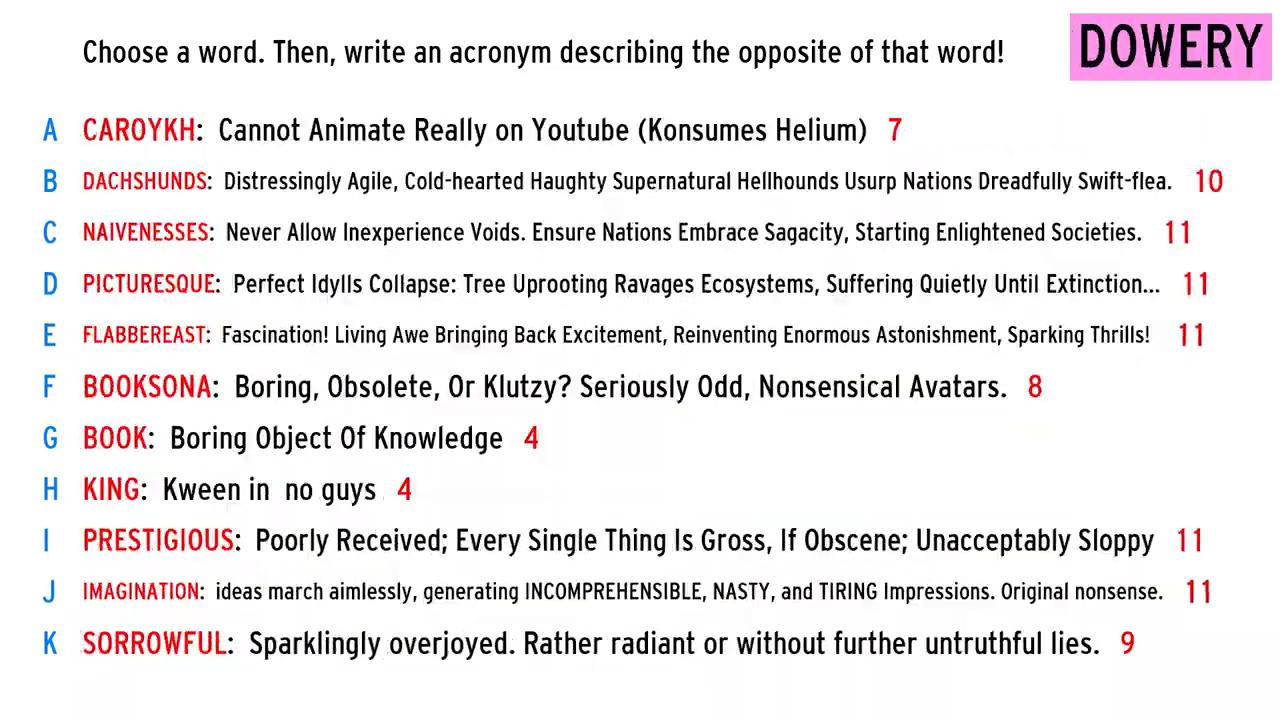 Choose a word. Then, write an acronym describing the opposite of that word!
DOWERY
A CAROYKH: Cannot Animate Really on Youtube (Konsumes Helium) 7
B DACHSHUNDS: Distressingly Agile, Cold-hearted Haughty Supernatural Hellhounds Usurp Nations Dreadfully Swift-flea. 10
C NAIVENESSES: Never Allow Inexperience Voids. Ensure Nations Embrace Sagacity, Starting Enlightened Societies. 11
D PICTURESQUE: Perfect Idylls Collapse: Tree Uprooting Ravages Ecosystems, Suffering Quietly Until Extinction... 11
E FLABBEREAST: Fascination! Living Awe Bringing Back Excitement, Reinventing Enormous Astonishment, Sparking Thrills! 11
F BOOKSONA: Boring, Obsolete, Or Klutzy? Seriously Odd, Nonsensical Avatars. 8
G BOOK: Boring Object Of Knowledge 4
H KING: Kween in no guys 4
I PRESTIGIOUS: Poorly Received; Every Single Thing Is Gross, If Obscene; Unacceptably Sloppy 11
J IMAGINATION: ideas march aimlessly, generating INCOMPREHENSIBLE, NASTY, and TIRING Impressions. Original nonsense. 11
K SORROWFUL: Sparklingly overjoyed. Rather radiant or without further untruthful lies. 9